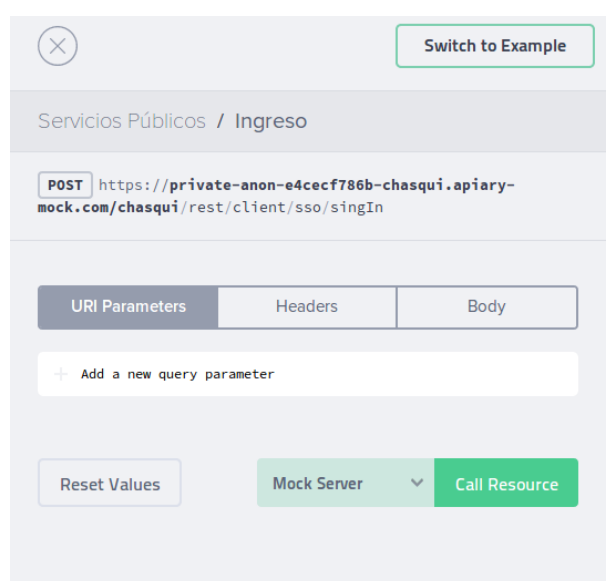 Switch to Example
Servicios Públicos / Ingreso
POST https://private-anon-e4cecf786b-chasqui.apiary-
mock.com/chasqui/rest/client/sso/singIn
URI Parameters Headers Body
+ Add a new query parameter
Reset Values Mock Server Call Resource